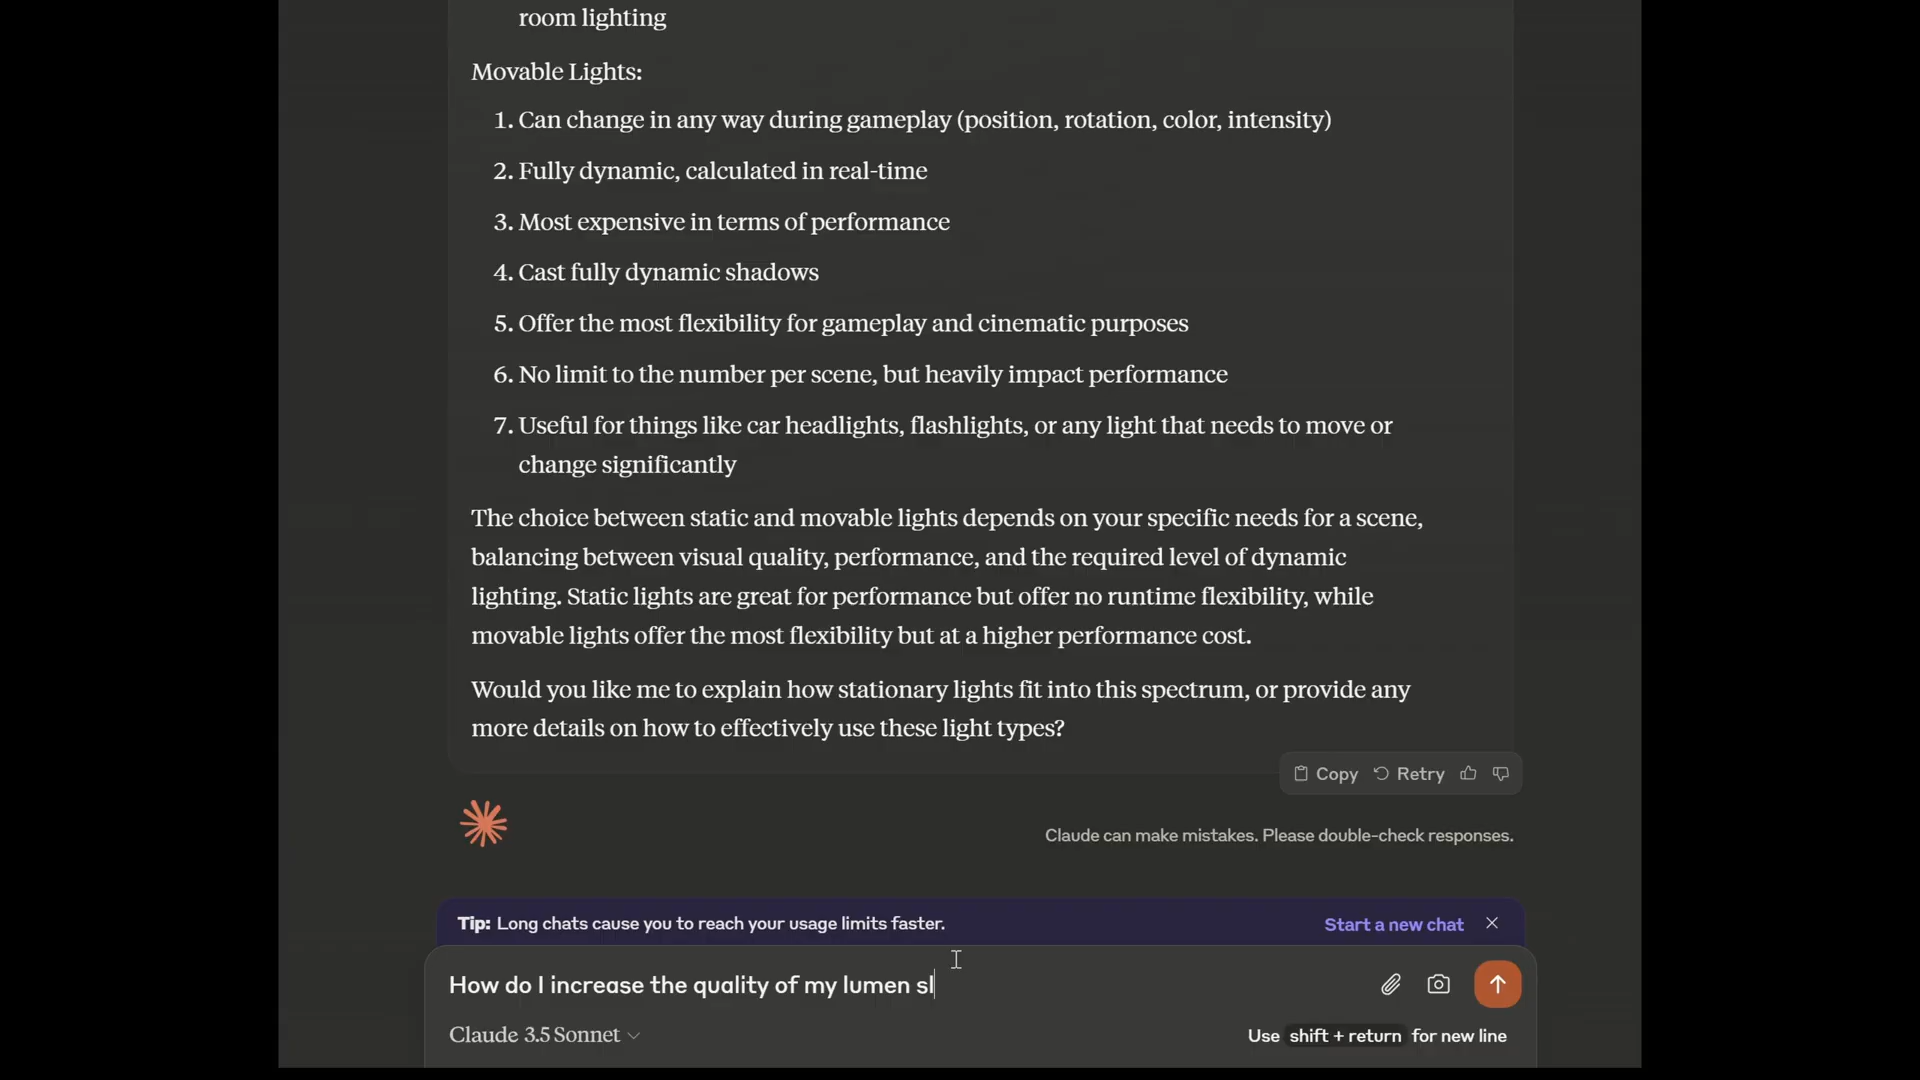 room lighting
Movable Lights:
1. Can change in any way during gameplay (position, rotation, color, intensity)
2. Fully dynamic, calculated in real-time
3. Most expensive in terms of performance
4. Cast fully dynamic shadows
5. Offer the most flexibility for gameplay and cinematic purposes
6. No limit to the number per scene, but heavily impact performance
7. Useful for things like car headlights, flashlights, or any light that needs to move or
change significantly
The choice between static and movable lights depends on your specific needs for a scene,
balancing between visual quality, performance, and the required level of dynamic
lighting. Static lights are great for performance but offer no runtime flexibility, while
movable lights offer the most flexibility but at a higher performance cost.
Would you like me to explain how stationary lights fit into this spectrum, or provide any
more details on how to effectively use these light types?
Copy Retry
Claude can make mistakes. Please double-check responses.
Tip: Long chats cause you to reach your usage limits faster. Start a new chat
How do I increase the quality of my lumen sl
Claude 3.5 Sonnet Use shift + return for new line